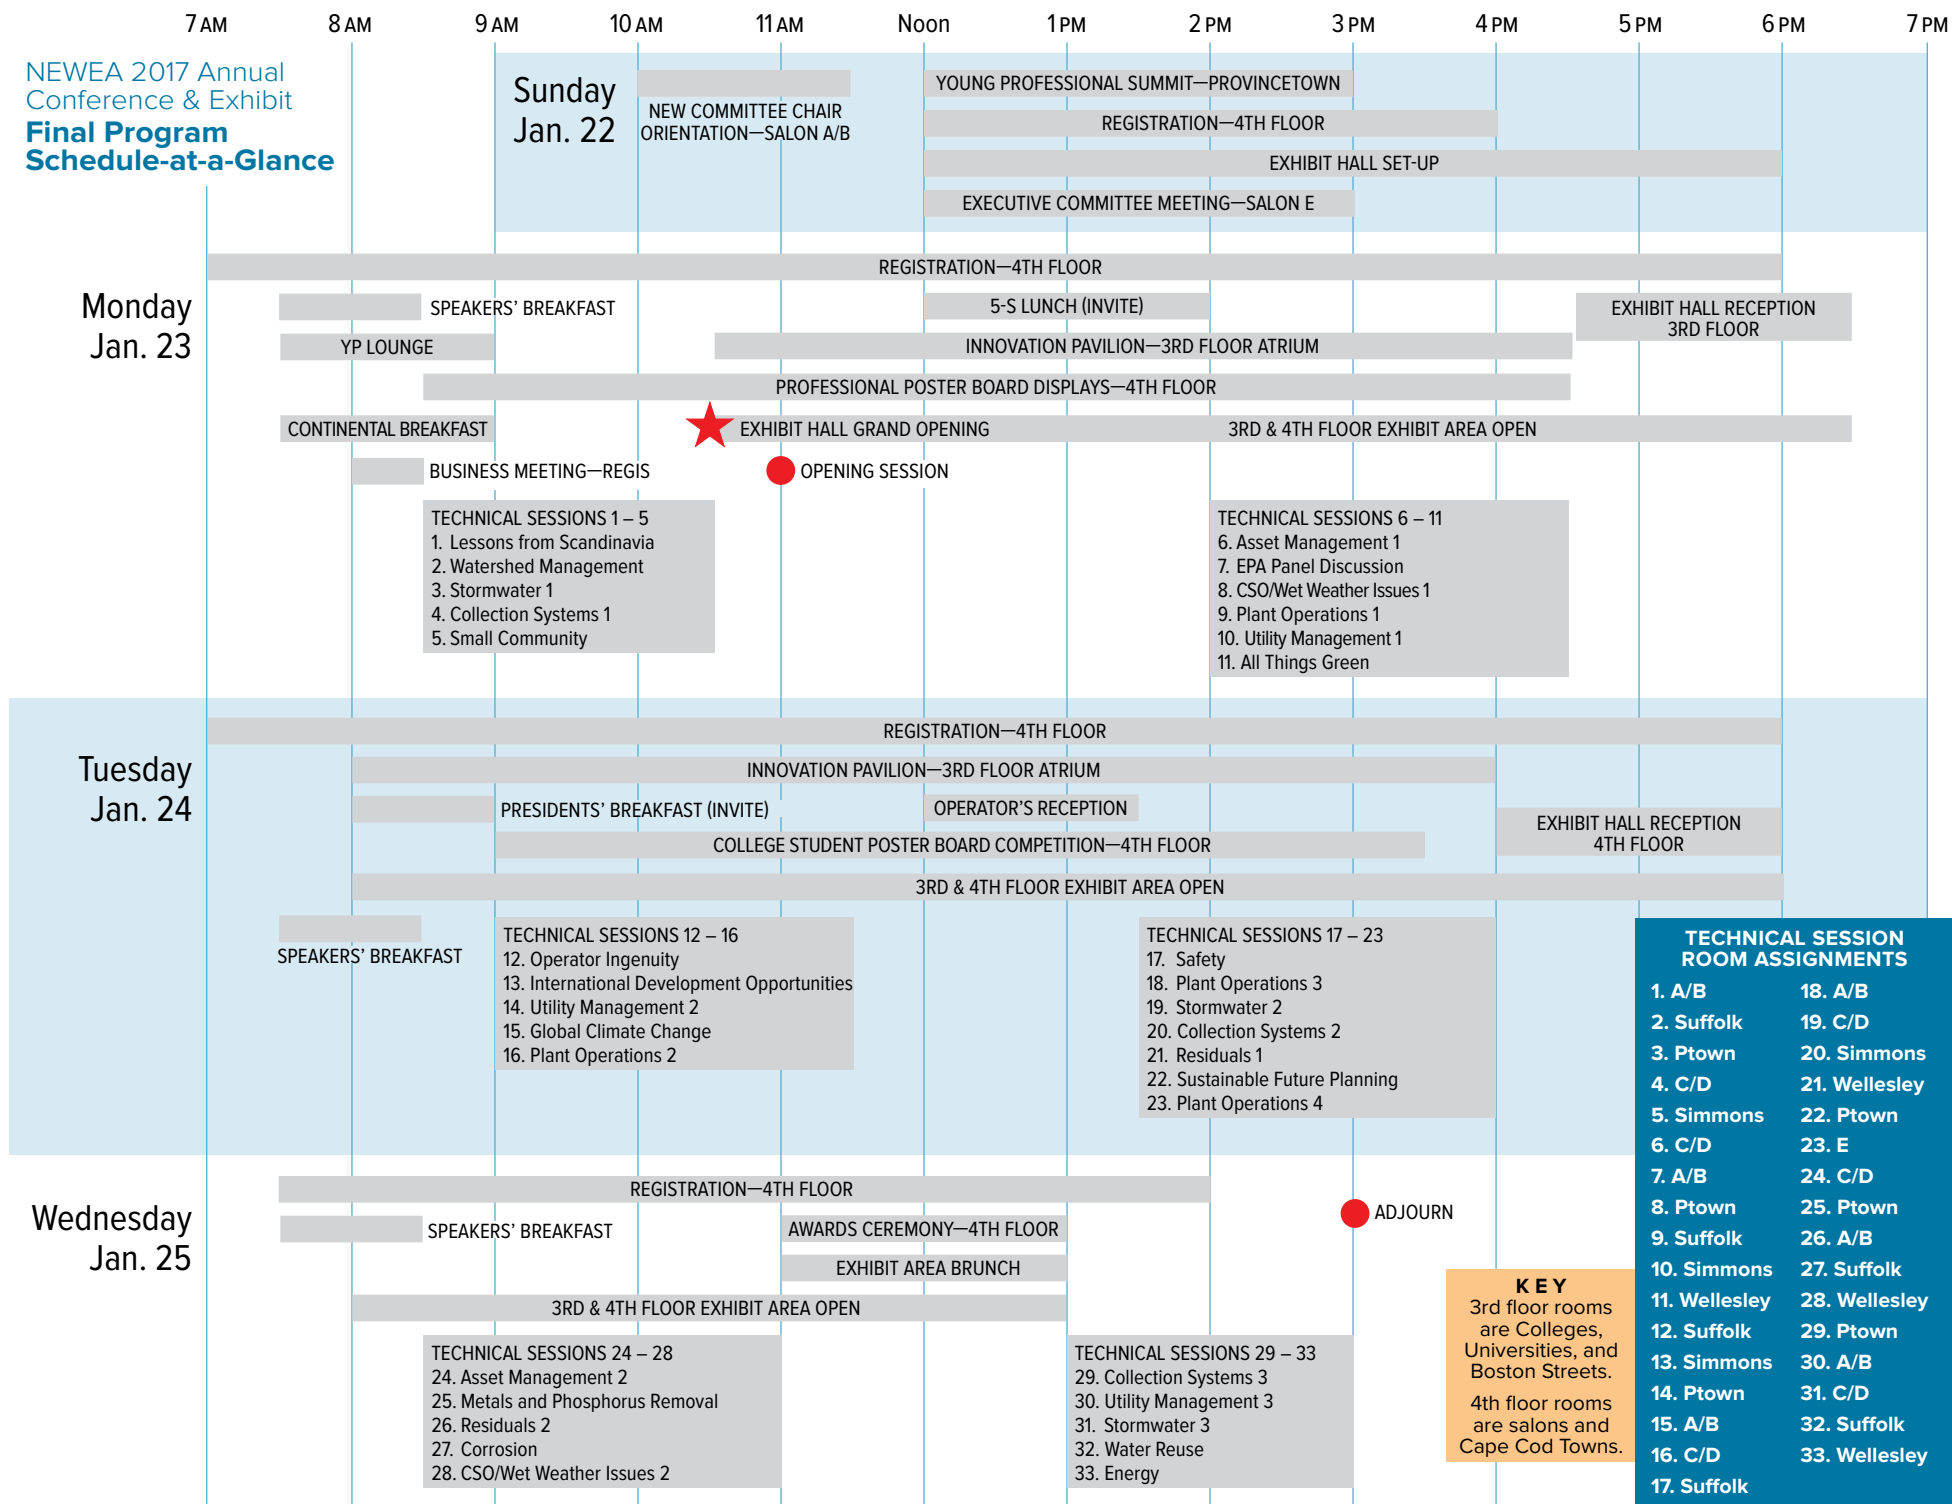 7 AM 8 AM 9 AM 10 AM 11 AM Noon 1 PM 2 PM 3 PM 4 PM 5 PM 6 PM 7 PM
NEWEA 2017 Annual
Conference & Exhibit
Final Program
Schedule-at-a-Glance
Sunday
Jan. 22
NEW COMMITTEE CHAIR
ORIENTATION—SALON A/B
YOUNG PROFESSIONAL SUMMIT—PROVINCETOWN
REGISTRATION—4TH FLOOR
EXHIBIT HALL SET-UP
EXECUTIVE COMMITTEE MEETING—SALON E
Monday
Jan. 23
REGISTRATION—4TH FLOOR
SPEAKERS’ BREAKFAST
5-S LUNCH (INVITE)
EXHIBIT HALL RECEPTION
3RD FLOOR
YP LOUNGE
INNOVATION PAVILION—3RD FLOOR ATRIUM
PROFESSIONAL POSTER BOARD DISPLAYS—4TH FLOOR
CONTINENTAL BREAKFAST
EXHIBIT HALL GRAND OPENING
3RD & 4TH FLOOR EXHIBIT AREA OPEN
BUSINESS MEETING—REGIS
OPENING SESSION
TECHNICAL SESSIONS 1 – 5
1. Lessons from Scandinavia
2. Watershed Management
3. Stormwater 1
4. Collection Systems 1
5. Small Community
TECHNICAL SESSIONS 6 – 11
6. Asset Management 1
7. EPA Panel Discussion
8. CSO/Wet Weather Issues 1
9. Plant Operations 1
10. Utility Management 1
11. All Things Green
Tuesday
Jan. 24
REGISTRATION—4TH FLOOR
INNOVATION PAVILION—3RD FLOOR ATRIUM
PRESIDENTS’ BREAKFAST (INVITE)
OPERATOR’S RECEPTION
EXHIBIT HALL RECEPTION
4TH FLOOR
COLLEGE STUDENT POSTER BOARD COMPETITION—4TH FLOOR
3RD & 4TH FLOOR EXHIBIT AREA OPEN
SPEAKERS’ BREAKFAST
TECHNICAL SESSIONS 12 – 16
12. Operator Ingenuity
13. International Development Opportunities
14. Utility Management 2
15. Global Climate Change
16. Plant Operations 2
TECHNICAL SESSIONS 17 – 23
17. Safety
18. Plant Operations 3
19. Stormwater 2
20. Collection Systems 2
21. Residuals 1
22. Sustainable Future Planning
23. Plant Operations 4
Wednesday
Jan. 25
REGISTRATION—4TH FLOOR
SPEAKERS’ BREAKFAST
AWARDS CEREMONY—4TH FLOOR
ADJOURN
EXHIBIT AREA BRUNCH
3RD & 4TH FLOOR EXHIBIT AREA OPEN
TECHNICAL SESSIONS 24 – 28
24. Asset Management 2
25. Metals and Phosphorus Removal
26. Residuals 2
27. Corrosion
28. CSO/Wet Weather Issues 2
TECHNICAL SESSIONS 29 – 33
29. Collection Systems 3
30. Utility Management 3
31. Stormwater 3
32. Water Reuse
33. Energy
KEY
3rd floor rooms
are Colleges,
Universities, and
Boston Streets.
4th floor rooms
are salons and
Cape Cod Towns.
TECHNICAL SESSION
ROOM ASSIGNMENTS
1. A/B
2. Suffolk
3. Ptown
4. C/D
5. Simmons
6. C/D
7. A/B
8. Ptown
9. Suffolk
10. Simmons
11. Wellesley
12. Suffolk
13. Simmons
14. Ptown
15. A/B
16. C/D
17. Suffolk
18. A/B
19. C/D
20. Simmons
21. Wellesley
22. Ptown
23. E
24. C/D
25. Ptown
26. A/B
27. Suffolk
28. Wellesley
29. Ptown
30. A/B
31. C/D
32. Suffolk
33. Wellesley